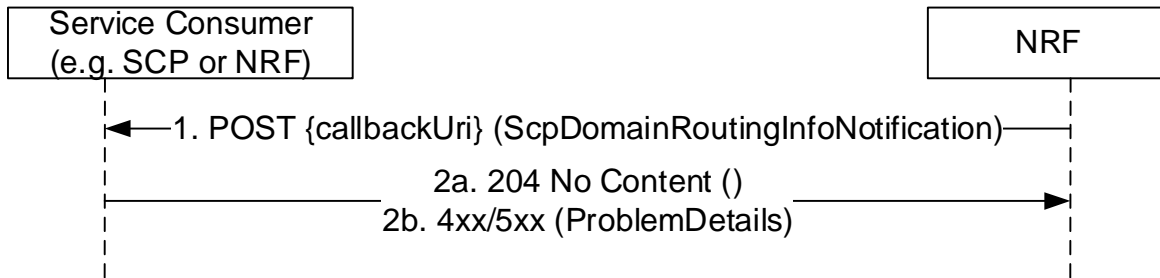 Service Consumer
(e.g. SCP or NRF)
NRF
1. POST {callbackUri} (ScpDomainRoutingInfoNotification)
2a. 204 No Content ()
2b. 4xx/5xx (ProblemDetails)